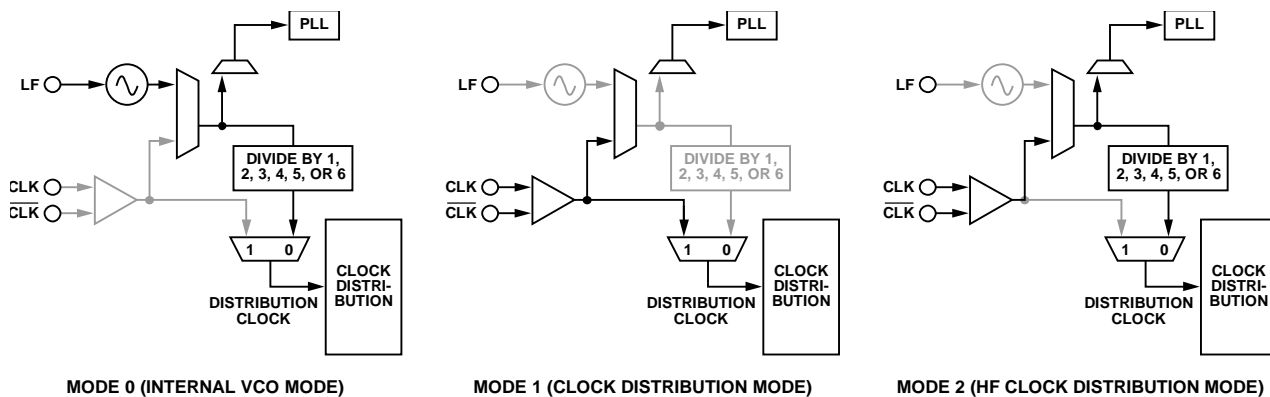 PLL
LF
DIVIDE BY 1,
2, 3, 4, 5, OR 6
CLK
CLK
1 0
CLOCK
DISTRI-
BUTION
DISTRIBUTION
CLOCK
MODE 0 (INTERNAL VCO MODE)
PLL
LF
DIVIDE BY 1,
2, 3, 4, 5, OR 6
CLK
CLK
1 0
CLOCK
DISTRI-
BUTION
DISTRIBUTION
CLOCK
MODE 1 (CLOCK DISTRIBUTION MODE)
PLL
LF
DIVIDE BY 1,
2, 3, 4, 5, OR 6
CLK
CLK
1 0
CLOCK
DISTRI-
BUTION
DISTRIBUTION
CLOCK
MODE 2 (HF CLOCK DISTRIBUTION MODE)